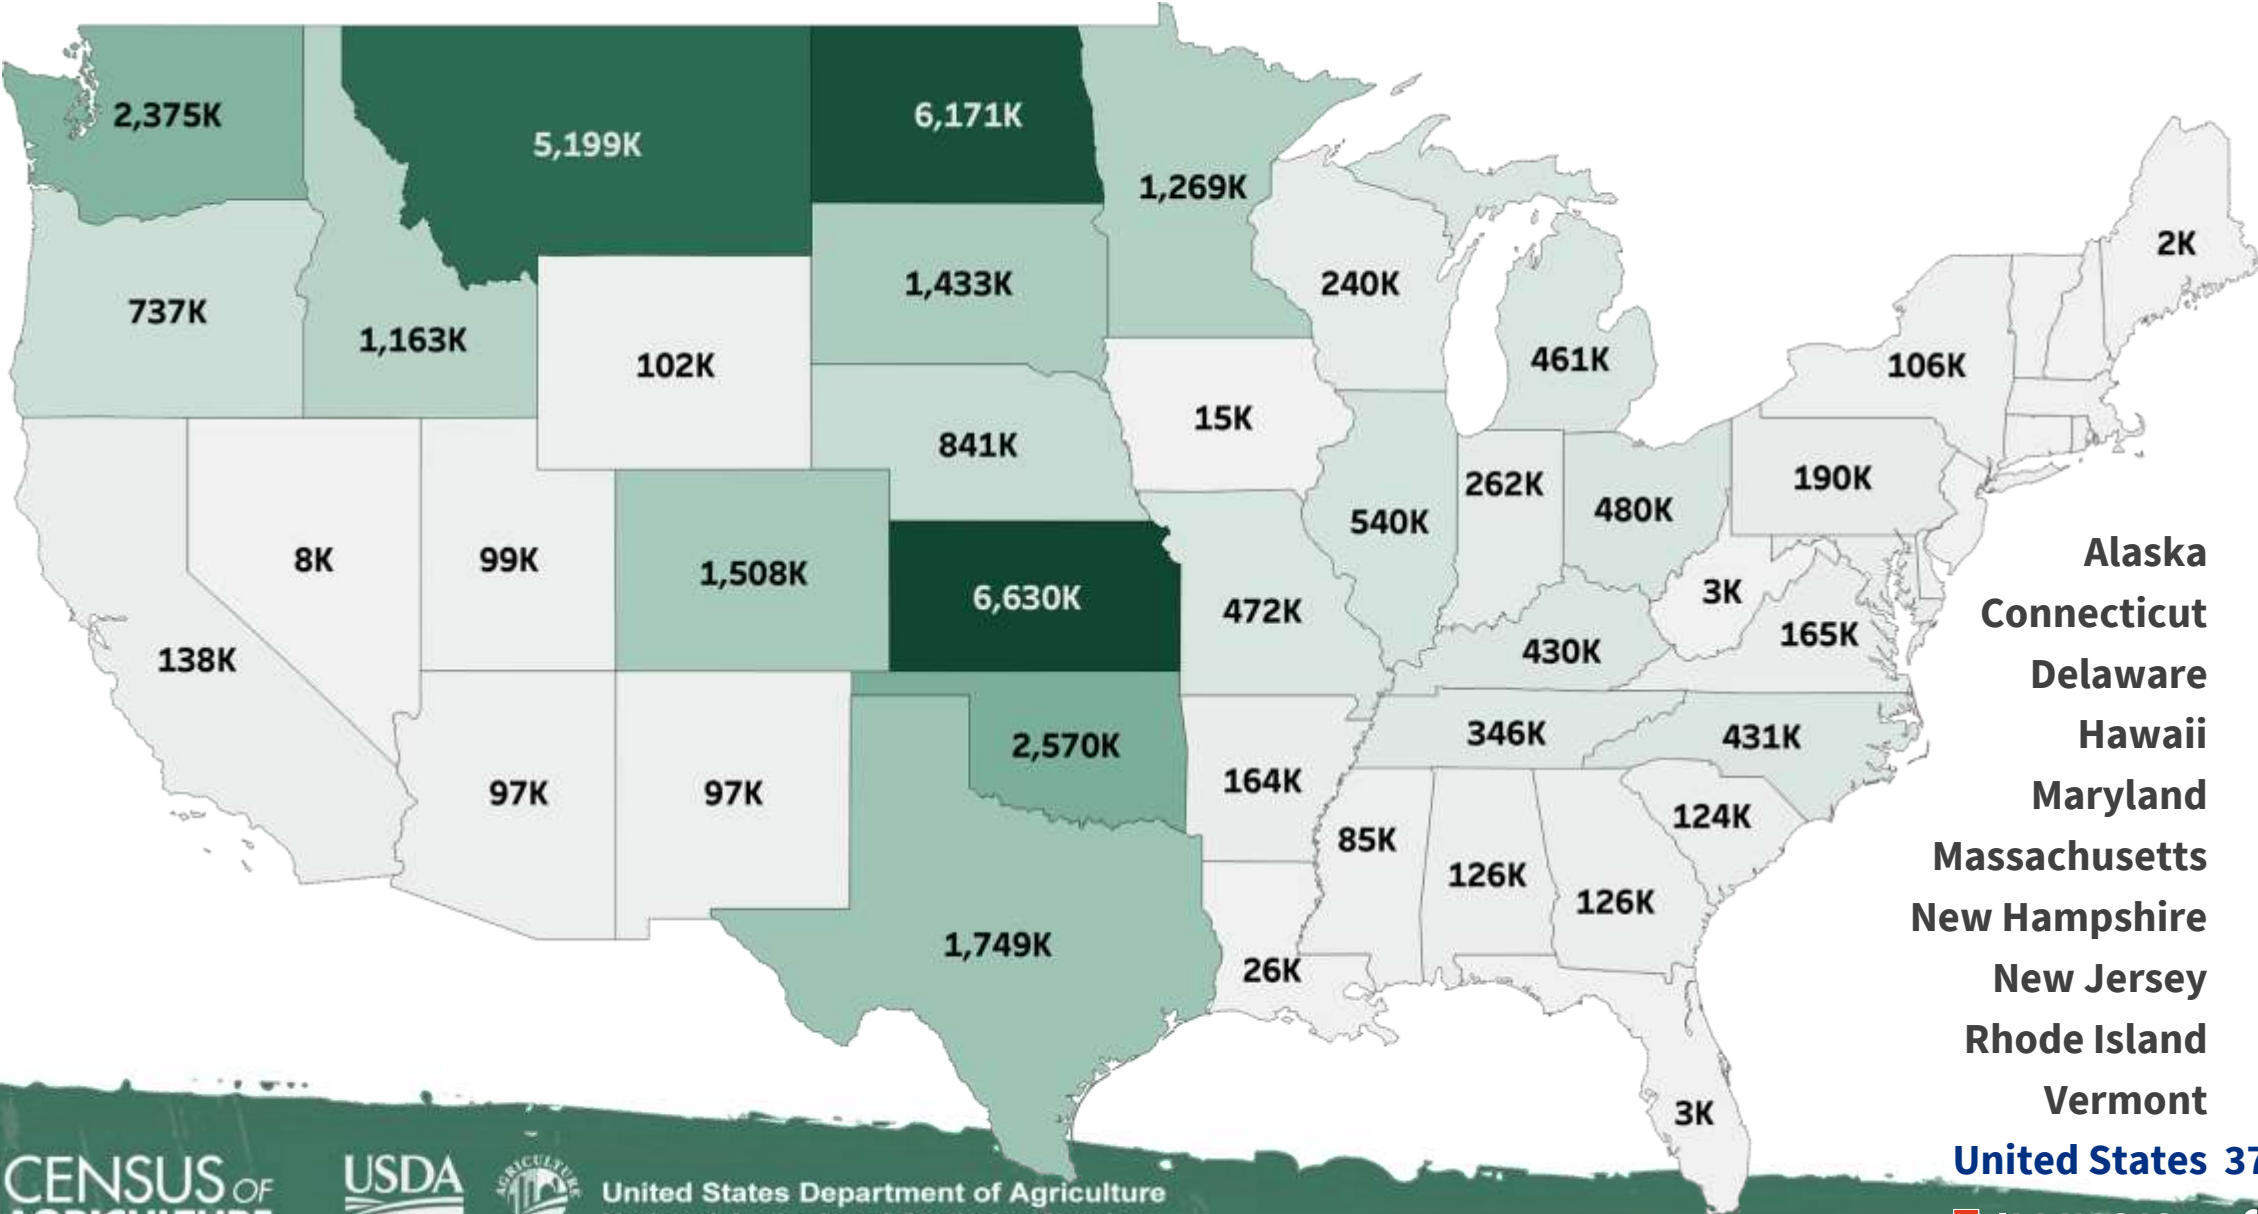 2,375K
5,199K
6,171K
1,269K
2K
737K
1,163K
102K
1,433K
240K
461K
106K
841K
15K
8K
99K
1,508K
6,630K
472K
540K
262K
480K
190K
3K
165K
430K
138K
97K
97K
2,570K
164K
346K
431K
85K
126K
126K
124K
1,749K
26K
3K
Alaska
Connecticut
Delaware
Hawaii
Maryland
Massachusetts
New Hampshire
New Jersey
Rhode Island
Vermont
United States 37
CENSUS OF
AGRICULTURE
USDA
AGRICULTURE
United States Department of Agriculture